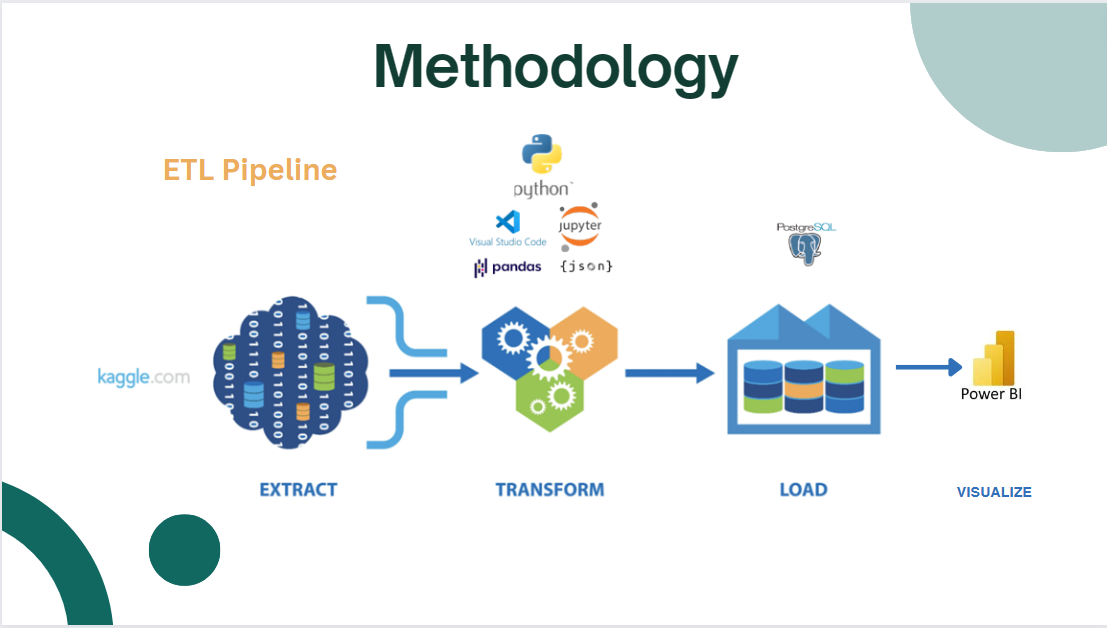 Methodology
ETL Pipeline
python
Visual Studio Code
jupyter
pandas
{json}
PostgreSQL
kaggle.com
Power BI
EXTRACT
TRANSFORM
LOAD
VISUALIZE